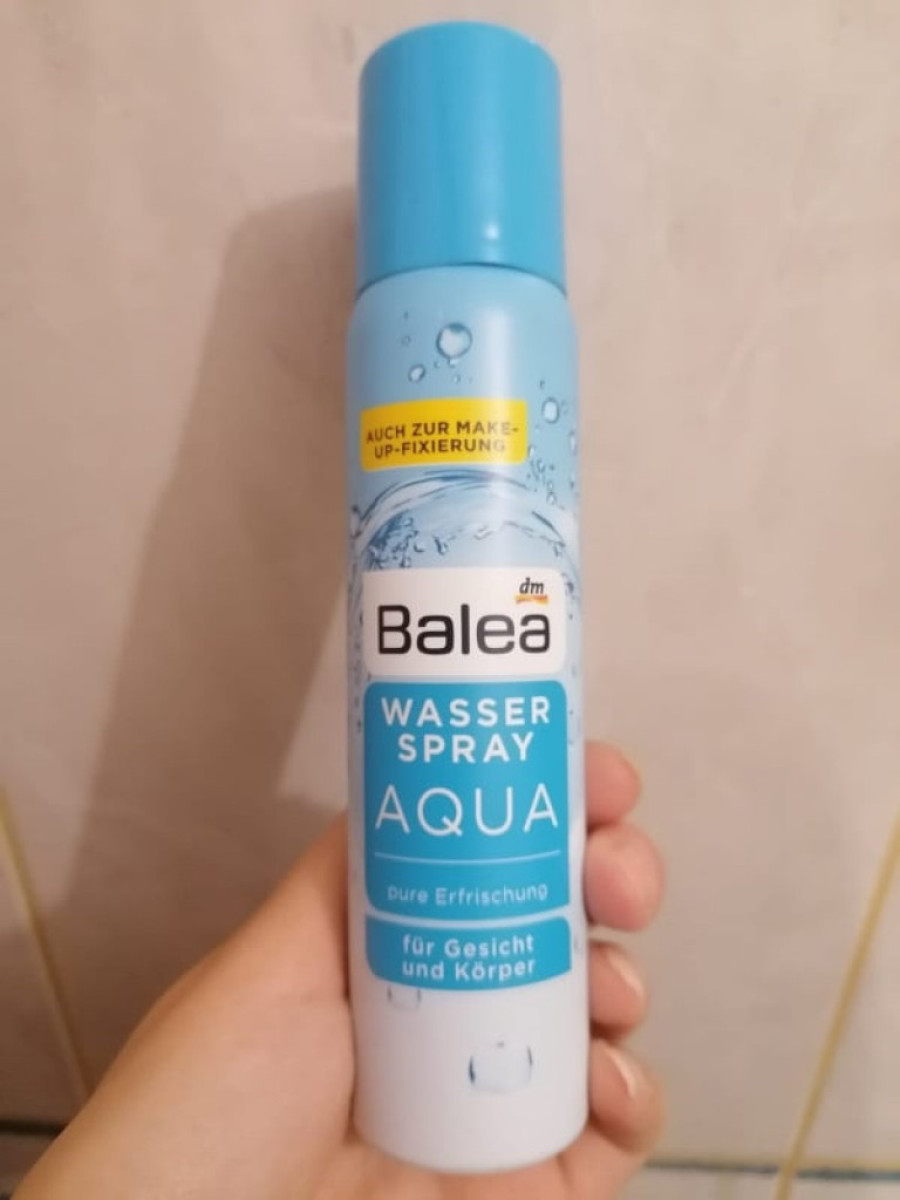 AUCH ZUR MAKE-
UP-FIXIERUNG
dm
Balea
WASSER
SPRAY
AQUA
pure Erfrischung
für Gesicht
und Körper